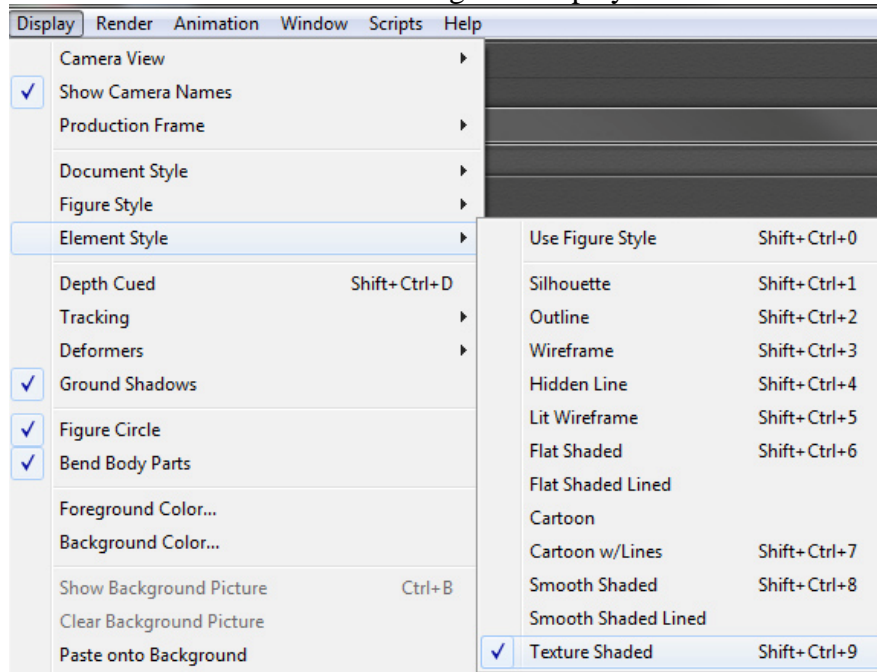 Display Render Animation Window Scripts Help
Camera View
Show Camera Names
Production Frame
Document Style
Figure Style
Element Style
Depth Cued Shift+Ctrl+D
Tracking
Deformers
Ground Shadows
Figure Circle
Bend Body Parts
Foreground Color...
Background Color...
Show Background Picture Ctrl+B
Clear Background Picture
Paste onto Background
Use Figure Style Shift+Ctrl+0
Silhouette Shift+Ctrl+1
Outline Shift+Ctrl+2
Wireframe Shift+Ctrl+3
Hidden Line Shift+Ctrl+4
Lit Wireframe Shift+Ctrl+5
Flat Shaded Shift+Ctrl+6
Flat Shaded Lined
Cartoon
Cartoon w/Lines Shift+Ctrl+7
Smooth Shaded Shift+Ctrl+8
Smooth Shaded Lined
Texture Shaded Shift+Ctrl+9